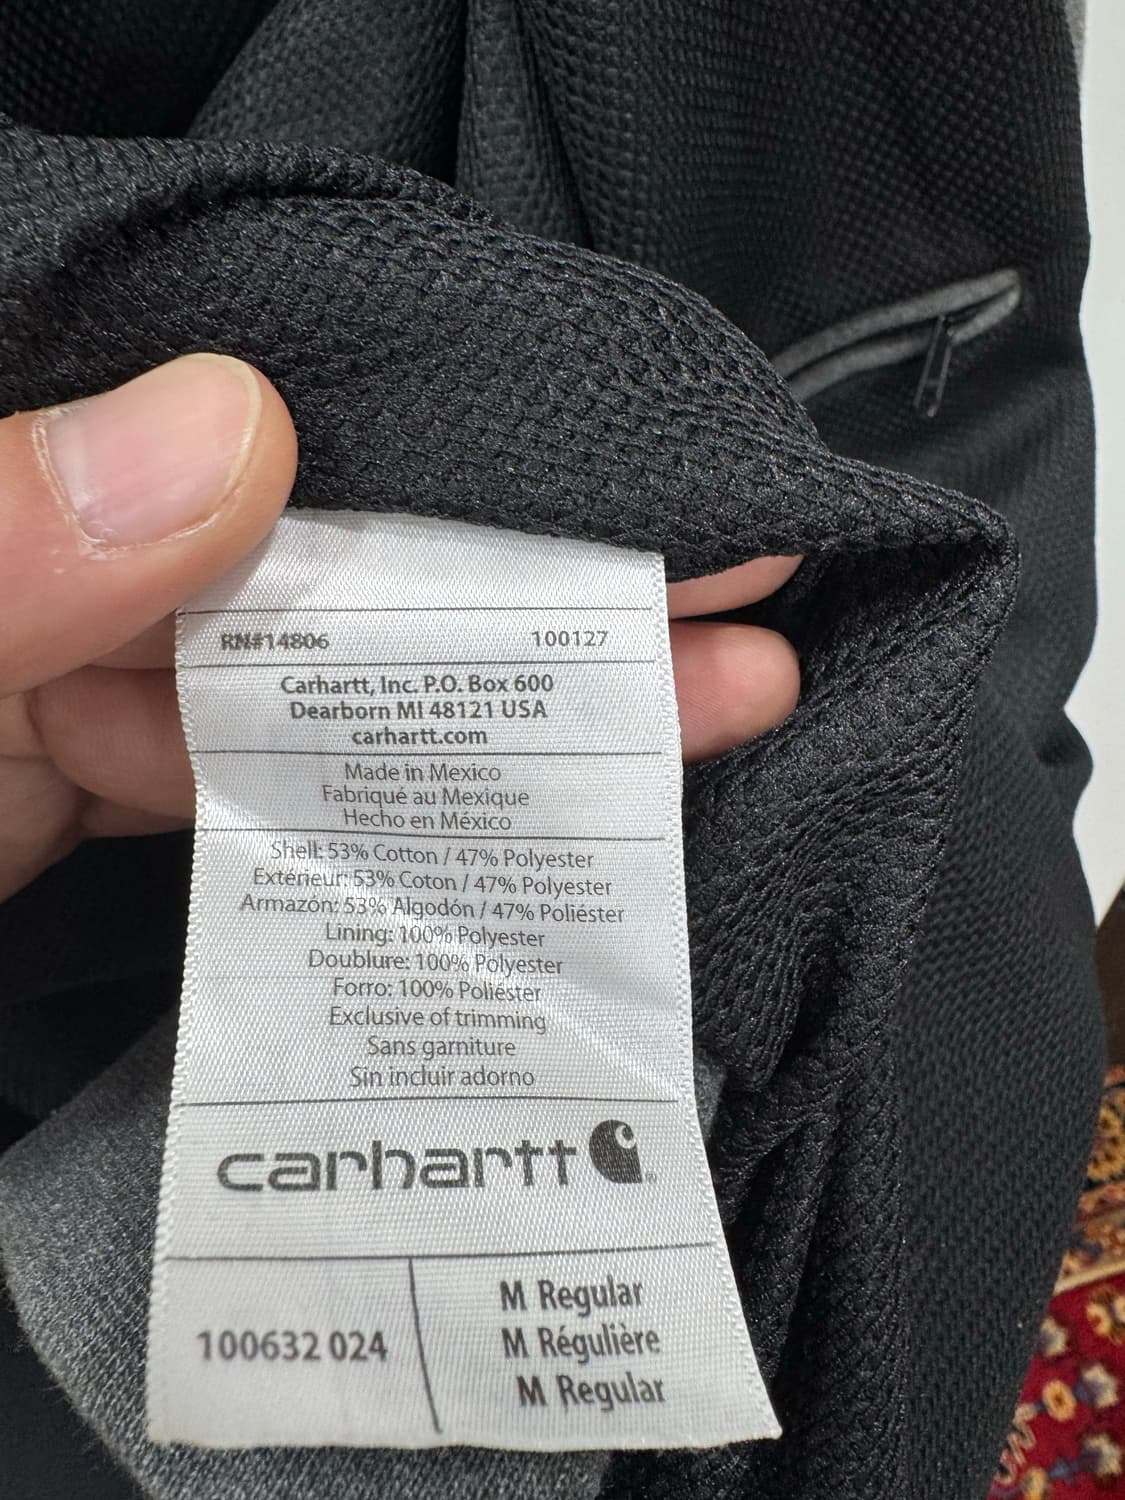 RN#14806 100127
Carhartt, Inc. P.O. Box 600
Dearborn MI 48121 USA
carhartt.com
Made in Mexico
Fabriqué au Mexique
Hecho en México
Shell: 53% Cotton / 47% Polyester
Extérieur: 53% Coton / 47% Polyester
Armazón: 53% Algodón / 47% Poliéster
Lining: 100% Polyester
Doublure: 100% Polyester
Forro: 100% Poliéster
Exclusive of trimming
Sans garniture
Sin incluir adorno
carhartt
100632 024
M Regular
M Régulière
M Regular